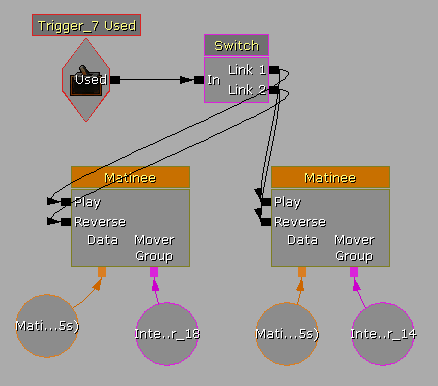 Trigger_7 Used
Used
Switch
In
Link 1
Link 2
Matinee
Play
Reverse
Data
Mover
Group
Mati...5s)
Inte...r_18
Matinee
Play
Reverse
Data
Mover
Group
Mati...5s)
Inte...r_14